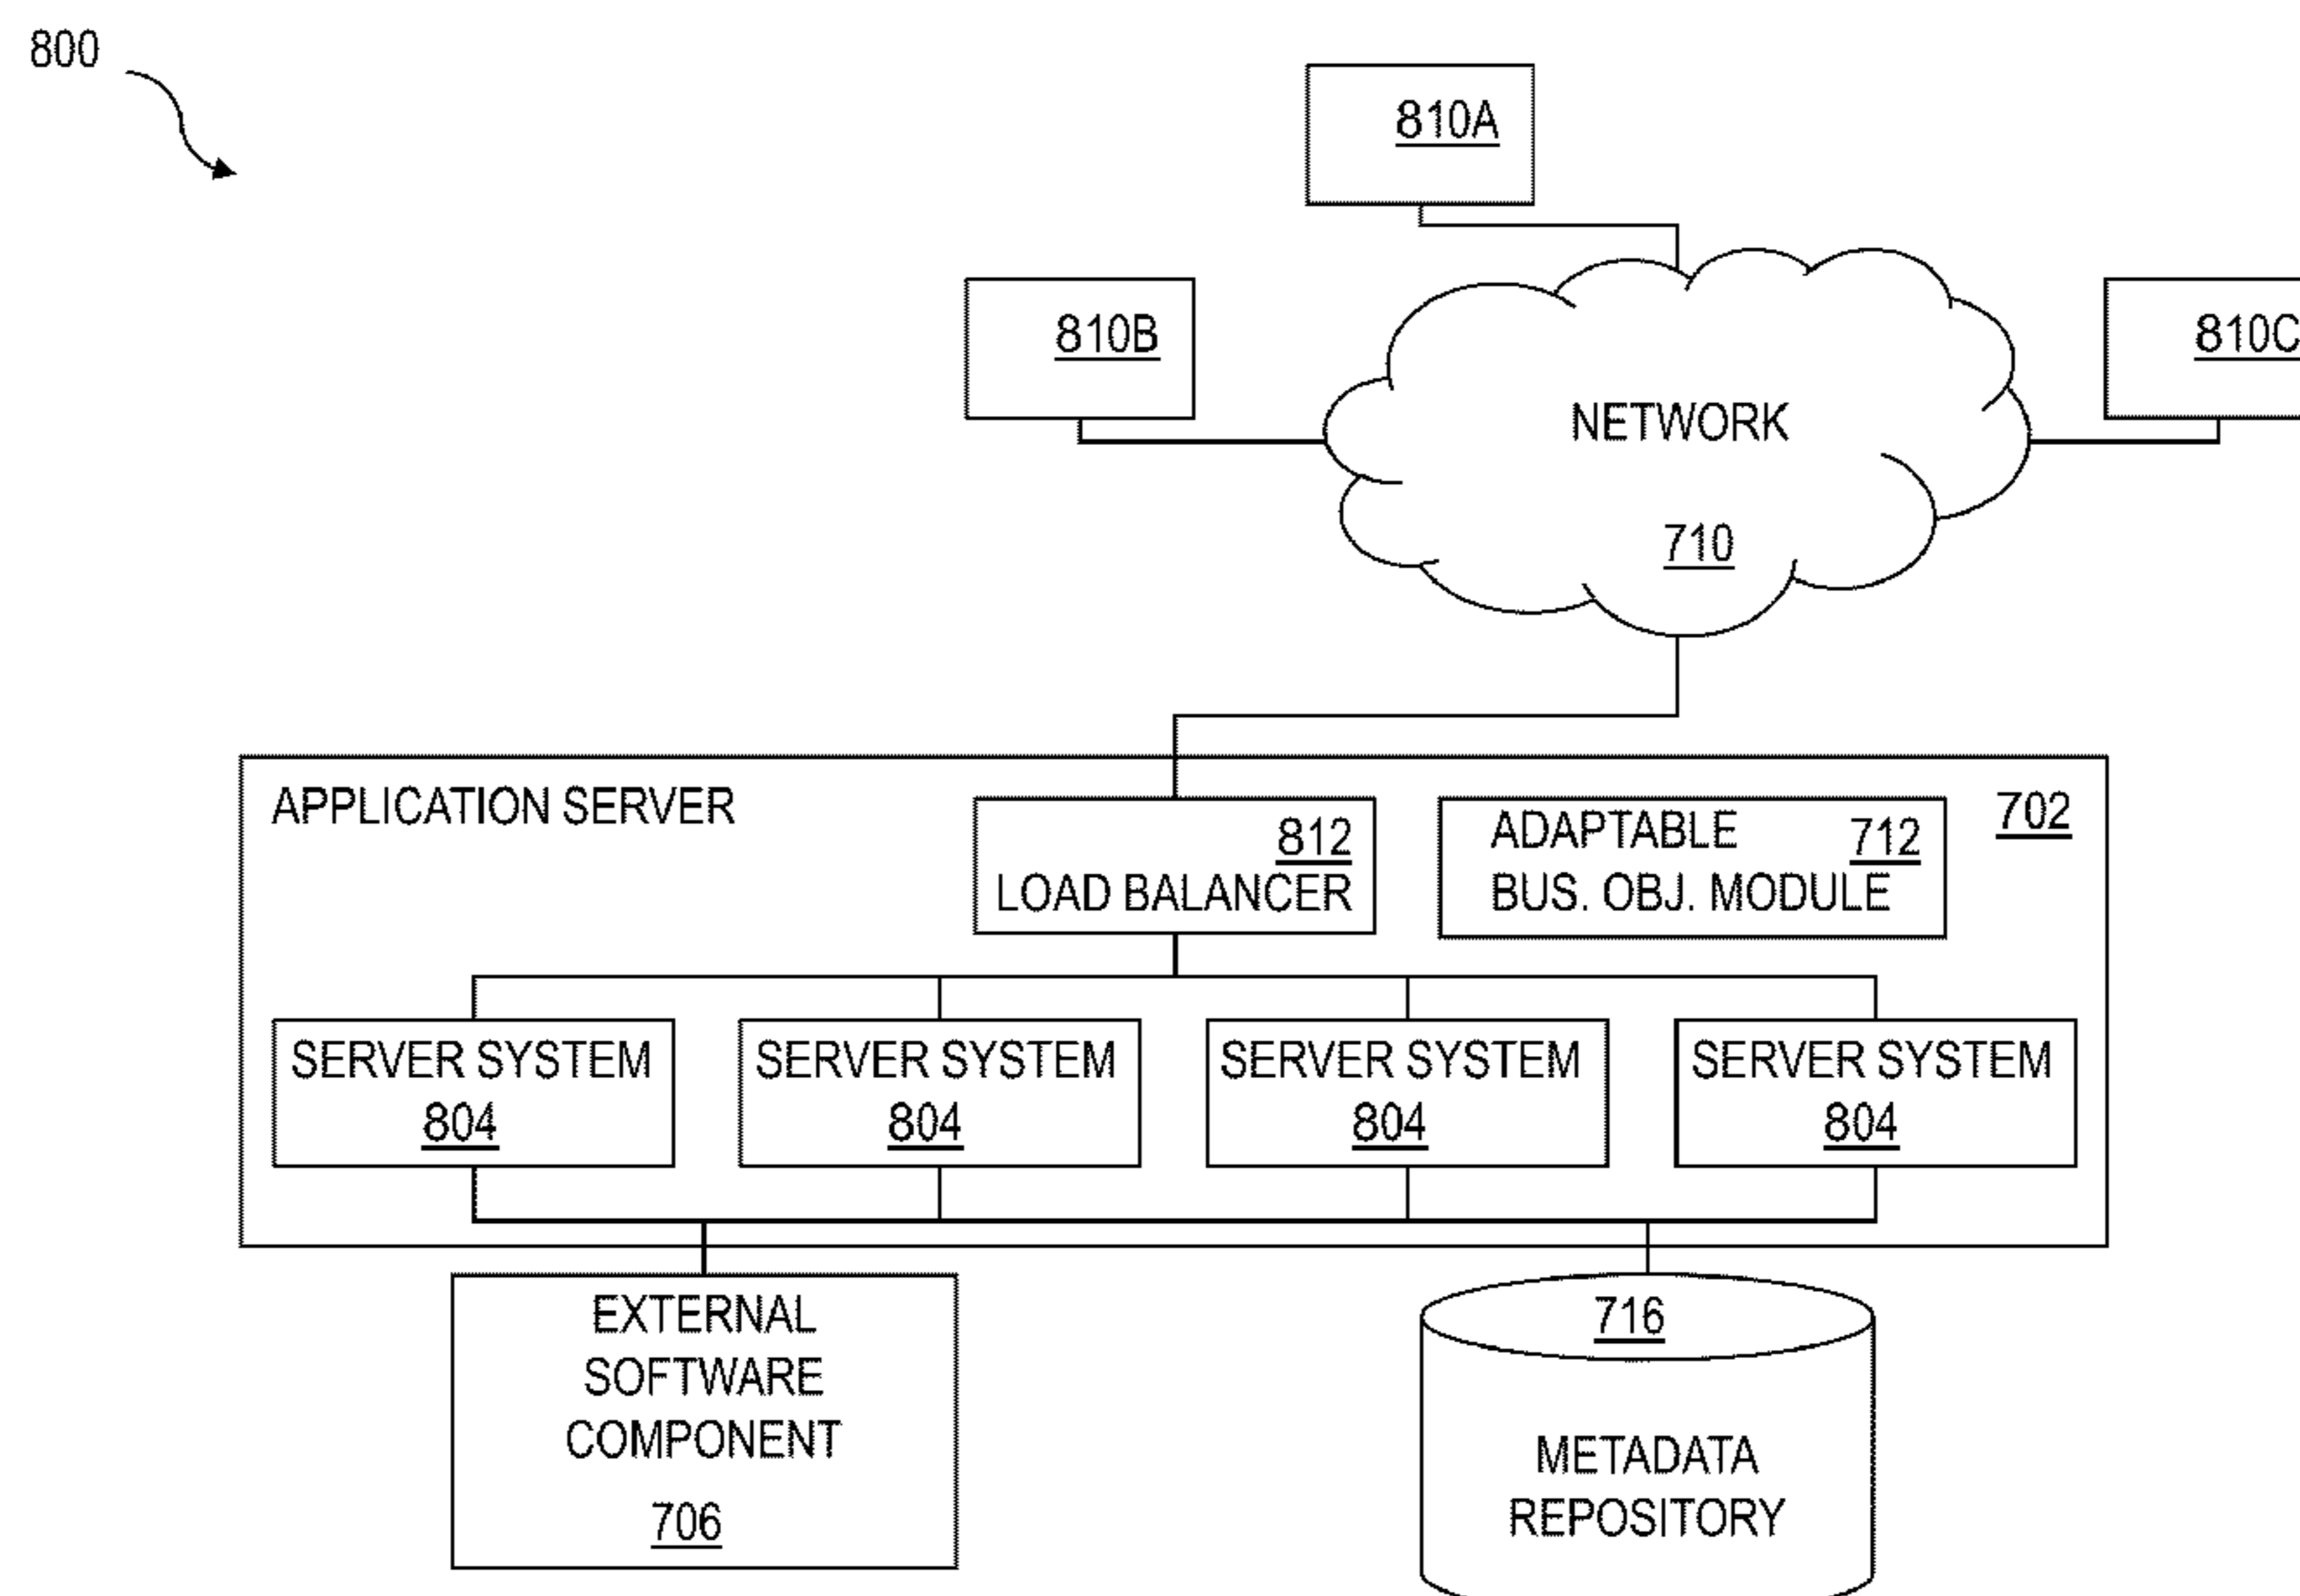 800
810A
810B
810C
NETWORK
710
APPLICATION SERVER
702
812
LOAD BALANCER
ADAPTABLE 712
BUS. OBJ. MODULE
SERVER SYSTEM
804
SERVER SYSTEM
804
SERVER SYSTEM
804
SERVER SYSTEM
804
EXTERNAL
SOFTWARE
COMPONENT
706
716
METADATA
REPOSITORY